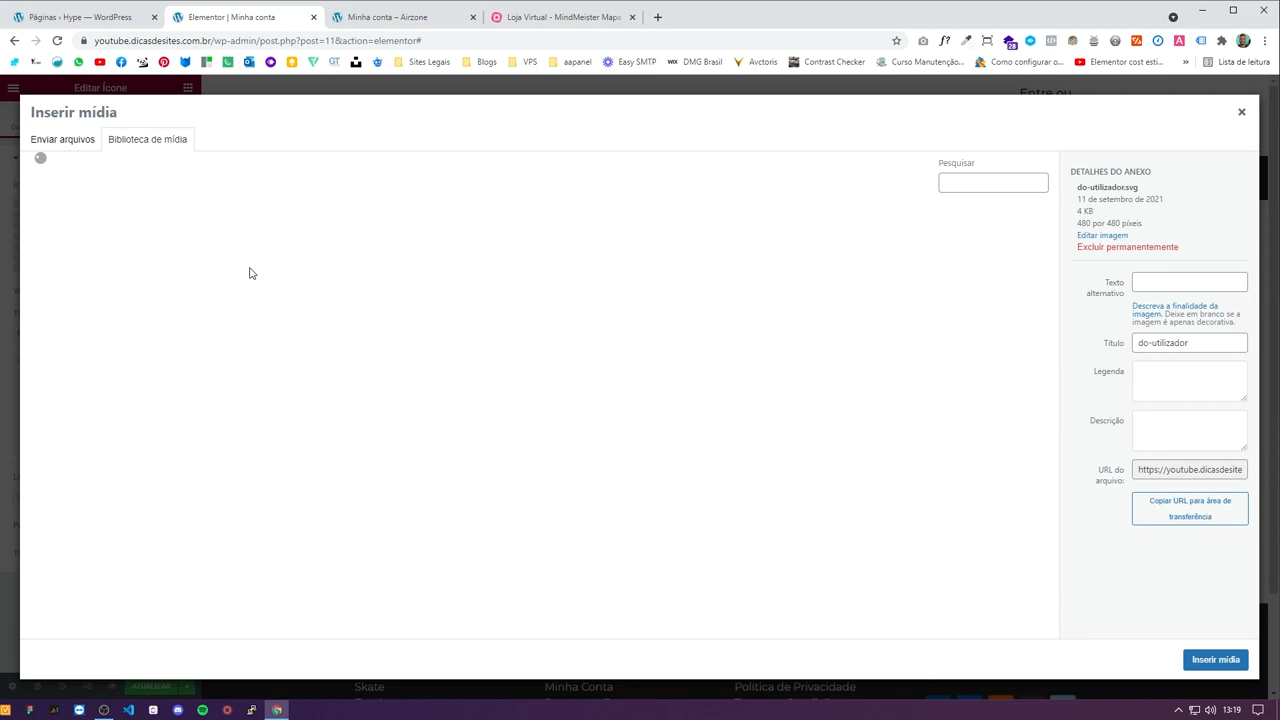 Páginas ‹ Hype — WordPress
Elementor | Minha conta
Minha conta – Airzone
Loja Virtual - MindMeister Mapa
youtube.dicasdesites.com.br/wp-admin/post.php?post=11&action=elementor#
Sites Legais
Blogs
VPS
aapanel
Easy SMTP
DMG Brasil
Avctoris
Contrast Checker
Curso Manutenção...
Como configurar o...
Elementor cost esti...
Lista de leitura
Editar Ícone
Entre ou
Inserir mídia
Enviar arquivos
Biblioteca de mídia
Pesquisar
DETALHES DO ANEXO
do-utilizador.svg
11 de setembro de 2021
4 KB
480 por 480 píxeis
Editar imagem
Excluir permanentemente
Texto alternativo
Descreva a finalidade da
imagem. Deixe em branco se a
imagem é apenas decorativa.
Título
do-utilizador
Legenda
Descrição
URL do arquivo:
https://youtube.dicasdesite
Copiar URL para área de
transferência
Inserir mídia
ATUALIZAR
Skate
Minha Conta
Política de Privacidade
13:19